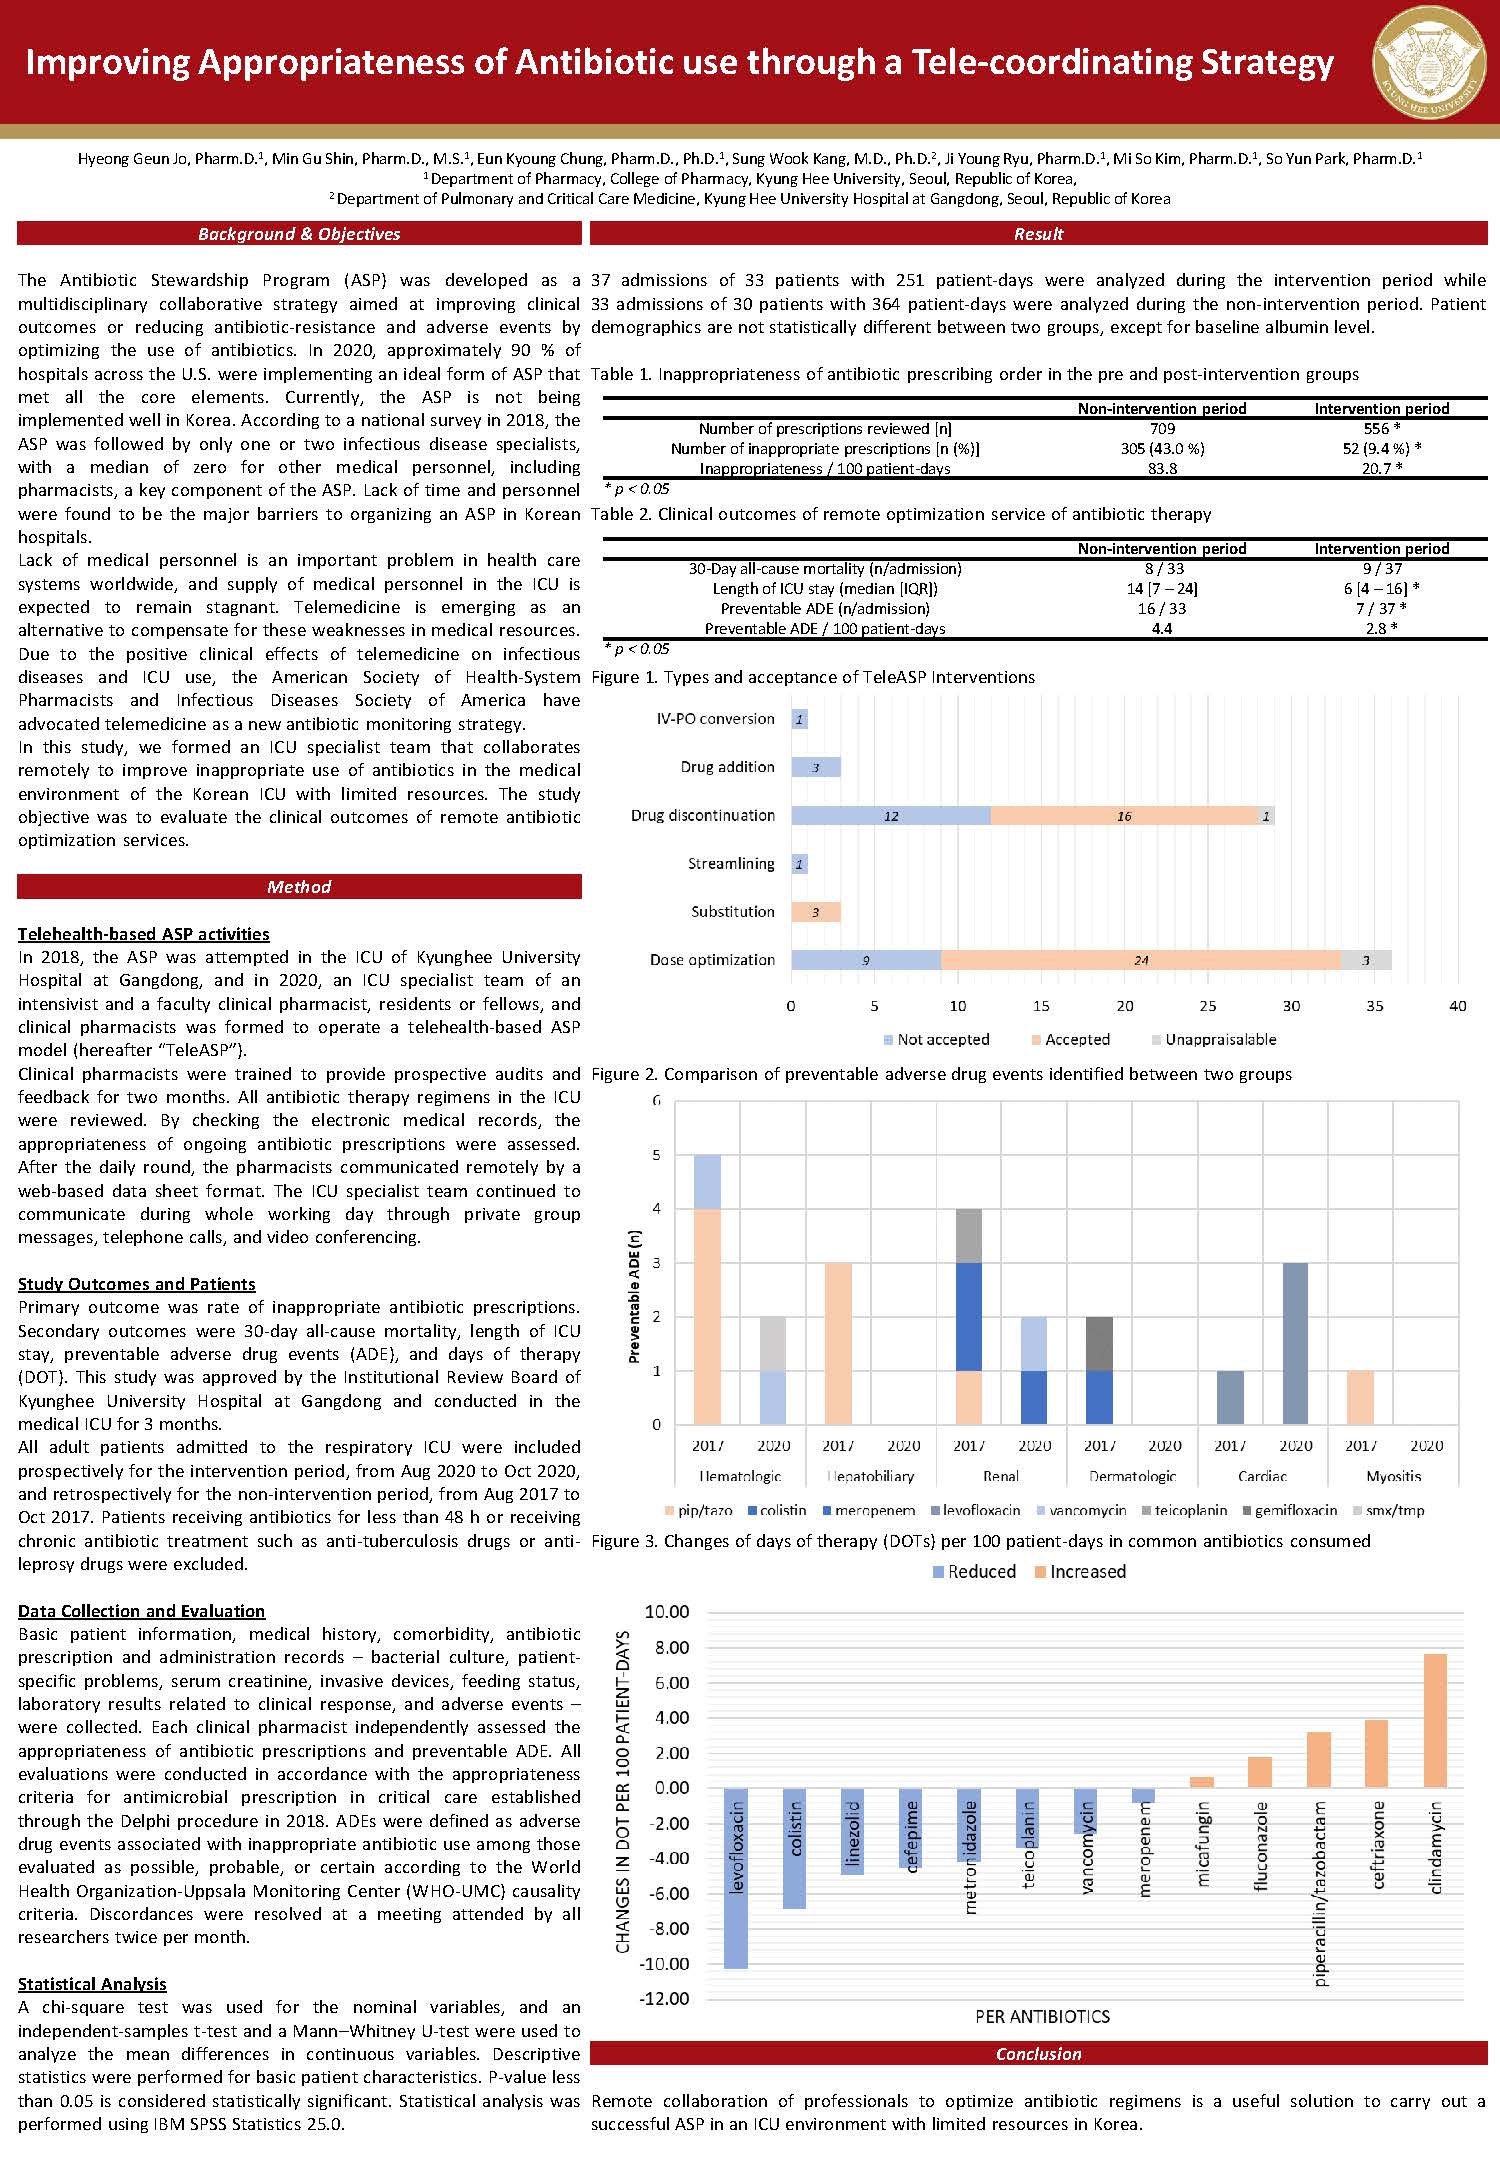 Improving Appropriateness of Antibiotic use through a Tele-coordinating Strategy
KYUNG HEE UNIVERSITY
Hyeong Geun Jo, Pharm.D.¹, Min Gu Shin, Pharm.D., M.S.¹, Eun Kyoung Chung, Pharm.D., Ph.D.¹, Sung Wook Kang, M.D., Ph.D.², Ji Young Ryu, Pharm.D.¹, Mi So Kim, Pharm.D.¹, So Yun Park, Pharm.D.¹
¹ Department of Pharmacy, College of Pharmacy, Kyung Hee University, Seoul, Republic of Korea,
² Department of Pulmonary and Critical Care Medicine, Kyung Hee University Hospital at Gangdong, Seoul, Republic of Korea
Background & Objectives
The Antibiotic Stewardship Program (ASP) was developed as a
multidisciplinary collaborative strategy aimed at improving clinical
outcomes or reducing antibiotic-resistance and adverse events by
optimizing the use of antibiotics. In 2020, approximately 90 % of
hospitals across the U.S. were implementing an ideal form of ASP that
met all the core elements. Currently, the ASP is not being
implemented well in Korea. According to a national survey in 2018, the
ASP was followed by only one or two infectious disease specialists,
with a median of zero for other medical personnel, including
pharmacists, a key component of the ASP. Lack of time and personnel
were found to be the major barriers to organizing an ASP in Korean
hospitals.
Lack of medical personnel is an important problem in health care
systems worldwide, and supply of medical personnel in the ICU is
expected to remain stagnant. Telemedicine is emerging as an
alternative to compensate for these weaknesses in medical resources.
Due to the positive clinical effects of telemedicine on infectious
diseases and ICU use, the American Society of Health-System
Pharmacists and Infectious Diseases Society of America have
advocated telemedicine as a new antibiotic monitoring strategy.
In this study, we formed an ICU specialist team that collaborates
remotely to improve inappropriate use of antibiotics in the medical
environment of the Korean ICU with limited resources. The study
objective was to evaluate the clinical outcomes of remote antibiotic
optimization services.
Method
Telehealth-based ASP activities
In 2018, the ASP was attempted in the ICU of Kyunghee University
Hospital at Gangdong, and in 2020, an ICU specialist team of an
intensivist and a faculty clinical pharmacist, residents or fellows, and
clinical pharmacists was formed to operate a telehealth-based ASP
model (hereafter “TeleASP”).
Clinical pharmacists were trained to provide prospective audits and
feedback for two months. All antibiotic therapy regimens in the ICU
were reviewed. By checking the electronic medical records, the
appropriateness of ongoing antibiotic prescriptions were assessed.
After the daily round, the pharmacists communicated remotely by a
web-based data sheet format. The ICU specialist team continued to
communicate during whole working day through private group
messages, telephone calls, and video conferencing.
Study Outcomes and Patients
Primary outcome was rate of inappropriate antibiotic prescriptions.
Secondary outcomes were 30-day all-cause mortality, length of ICU
stay, preventable adverse drug events (ADE), and days of therapy
(DOT). This study was approved by the Institutional Review Board of
Kyunghee University Hospital at Gangdong and conducted in the
medical ICU for 3 months.
All adult patients admitted to the respiratory ICU were included
prospectively for the intervention period, from Aug 2020 to Oct 2020,
and retrospectively for the non-intervention period, from Aug 2017 to
Oct 2017. Patients receiving antibiotics for less than 48 h or receiving
chronic antibiotic treatment such as anti-tuberculosis drugs or anti-
leprosy drugs were excluded.
Data Collection and Evaluation
Basic patient information, medical history, comorbidity, antibiotic
prescription and administration records – bacterial culture, patient-
specific problems, serum creatinine, invasive devices, feeding status,
laboratory results related to clinical response, and adverse events –
were collected. Each clinical pharmacist independently assessed the
appropriateness of antibiotic prescriptions and preventable ADE. All
evaluations were conducted in accordance with the appropriateness
criteria for antimicrobial prescription in critical care established
through the Delphi procedure in 2018. ADEs were defined as adverse
drug events associated with inappropriate antibiotic use among those
evaluated as possible, probable, or certain according to the World
Health Organization-Uppsala Monitoring Center (WHO-UMC) causality
criteria. Discordances were resolved at a meeting attended by all
researchers twice per month.
Statistical Analysis
A chi-square test was used for the nominal variables, and an
independent-samples t-test and a Mann–Whitney U-test were used to
analyze the mean differences in continuous variables. Descriptive
statistics were performed for basic patient characteristics. P-value less
than 0.05 is considered statistically significant. Statistical analysis was
performed using IBM SPSS Statistics 25.0.
Result
37 admissions of 33 patients with 251 patient-days were analyzed during the intervention period while
33 admissions of 30 patients with 364 patient-days were analyzed during the non-intervention period. Patient
demographics are not statistically different between two groups, except for baseline albumin level.
Table 1. Inappropriateness of antibiotic prescribing order in the pre and post-intervention groups
Non-intervention period Intervention period
Number of prescriptions reviewed [n] 709 556 *
Number of inappropriate prescriptions [n (%)] 305 (43.0 %) 52 (9.4 %) *
Inappropriateness / 100 patient-days 83.8 20.7 *
* p < 0.05
Table 2. Clinical outcomes of remote optimization service of antibiotic therapy
Non-intervention period Intervention period
30-Day all-cause mortality (n/admission) 8 / 33 9 / 37
Length of ICU stay (median [IQR]) 14 [7 – 24] 6 [4 – 16] *
Preventable ADE (n/admission) 16 / 33 7 / 37 *
Preventable ADE / 100 patient-days 4.4 2.8 *
* p < 0.05
Figure 1. Types and acceptance of TeleASP Interventions
IV-PO conversion 1
Drug addition 3
Drug discontinuation 12 16 1
Streamlining 1
Substitution 3
Dose optimization 9 24 3
0 5 10 15 20 25 30 35 40
Not accepted Accepted Unappraisalable
Figure 2. Comparison of preventable adverse drug events identified between two groups
Preventable ADE (n)
6
5
4
3
2
1
0
2017 2020 2017 2020 2017 2020 2017 2020 2017 2020 2017 2020
Hematologic Hepatobiliary Renal Dermatologic Cardiac Myositis
pip/tazo colistin meropenem levofloxacin vancomycin teicoplanin gemifloxacin smx/tmp
Figure 3. Changes of days of therapy (DOTs) per 100 patient-days in common antibiotics consumed
Reduced Increased
CHANGES IN DOT PER 100 PATIENT-DAYS
10.00
8.00
6.00
4.00
2.00
0.00
-2.00
-4.00
-6.00
-8.00
-10.00
-12.00
levofloxacin
colistin
linezolid
cefepime
metronidazole
teicoplanin
vancomycin
meropenem
micafungin
fluconazole
piperacillin/tazobactam
ceftriaxone
clindamycin
PER ANTIBIOTICS
Conclusion
Remote collaboration of professionals to optimize antibiotic regimens is a useful solution to carry out a
successful ASP in an ICU environment with limited resources in Korea.